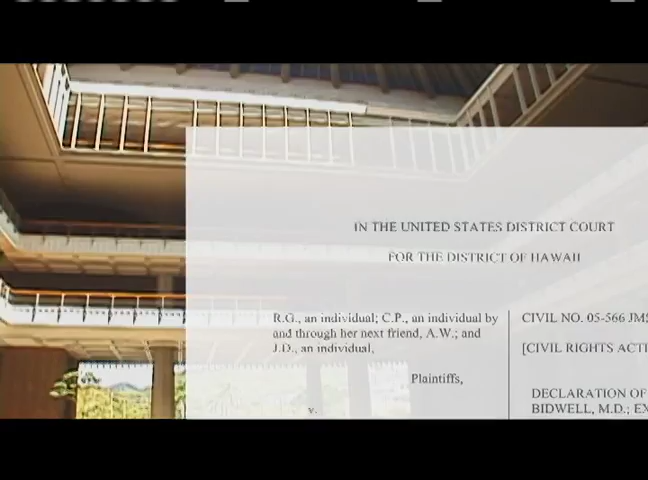 IN THE UNITED STATES DISTRICT COURT
FOR THE DISTRICT OF HAWAII
R.G., an individual; C.P., an individual by
and through her next friend, A.W.; and
J.D., an individual,
Plaintiffs,
v.
CIVIL NO. 05-566 JMS
[CIVIL RIGHTS ACTI
DECLARATION OF
BIDWELL, M.D.; EX